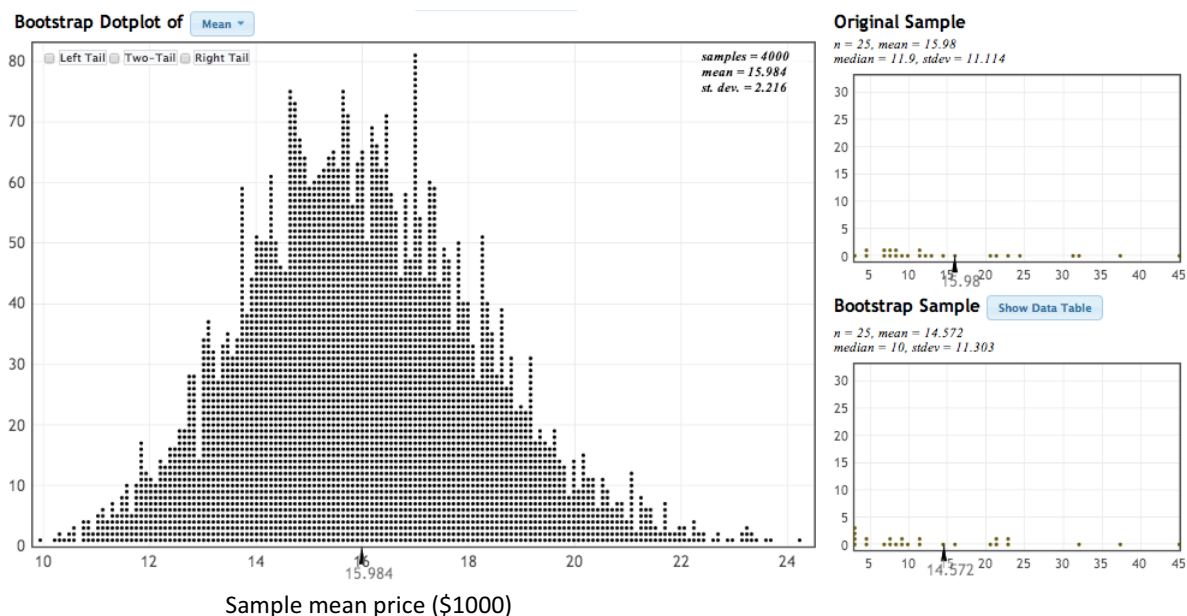 Bootstrap Dotplot of Mean
Left Tail Two-Tail Right Tail
samples = 4000
mean = 15.984
st. dev. = 2.216
80
70
60
50
40
30
20
10
0
10 12 14 16 18 20 22 24
15.984
Sample mean price ($1000)
Original Sample
n = 25, mean = 15.98
median = 11.9, stdev = 11.114
30
25
20
15
10
5
0
5 10 15 20 25 30 35 40 45
15.98
Bootstrap Sample Show Data Table
n = 25, mean = 14.572
median = 10, stdev = 11.303
30
25
20
15
10
5
0
5 10 15 20 25 30 35 40 45
14.572